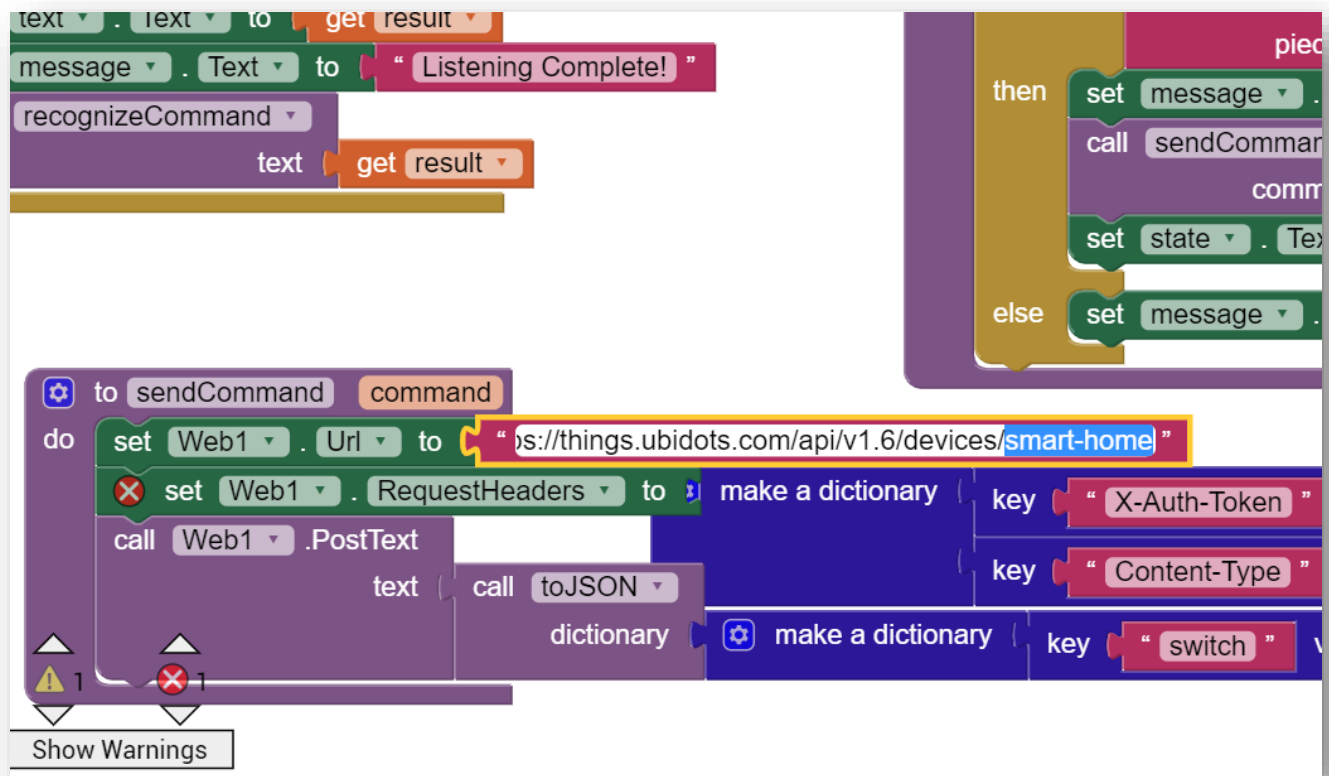 text . Text to get result
message . Text to “ Listening Complete! ”
recognizeCommand
text get result
piec
then set message .
call sendCommar
comm
set state . Tex
else set message .
to sendCommand command
do set Web1 . Url to “ ps://things.ubidots.com/api/v1.6/devices/smart-home ”
set Web1 . RequestHeaders to make a dictionary key “ X-Auth-Token ”
call Web1 .PostText
key “ Content-Type ”
text call toJSON
dictionary make a dictionary key “ switch ” v
1 1
Show Warnings